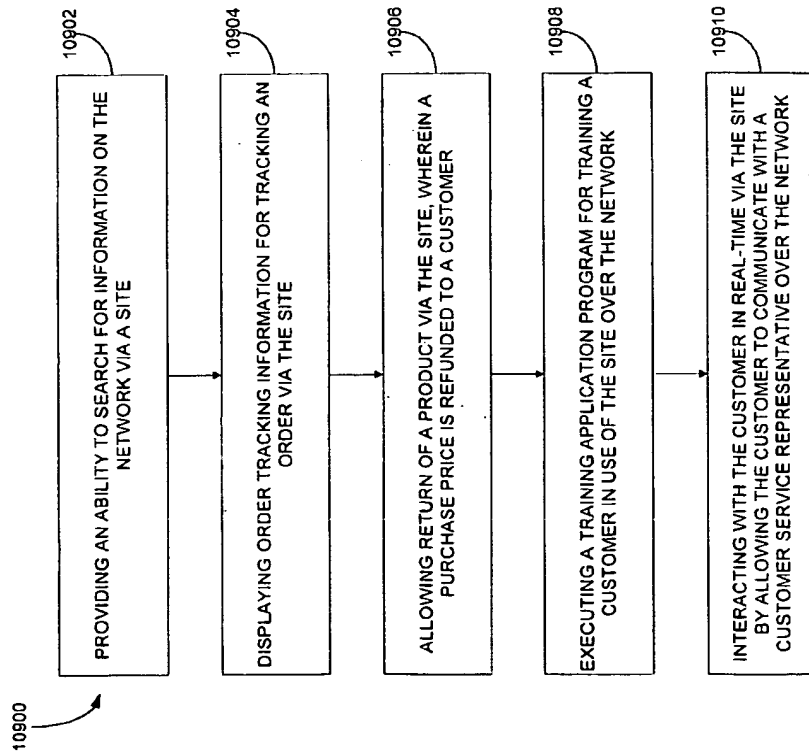 10900
10902
PROVIDING AN ABILITY TO SEARCH FOR INFORMATION ON THE
NETWORK VIA A SITE
10904
DISPLAYING ORDER TRACKING INFORMATION FOR TRACKING AN
ORDER VIA THE SITE
10906
ALLOWING RETURN OF A PRODUCT VIA THE SITE, WHEREIN A
PURCHASE PRICE IS REFUNDED TO A CUSTOMER
10908
EXECUTING A TRAINING APPLICATION PROGRAM FOR TRAINING A
CUSTOMER IN USE OF THE SITE OVER THE NETWORK
10910
INTERACTING WITH THE CUSTOMER IN REAL-TIME VIA THE SITE
BY ALLOWING THE CUSTOMER TO COMMUNICATE WITH A
CUSTOMER SERVICE REPRESENTATIVE OVER THE NETWORK